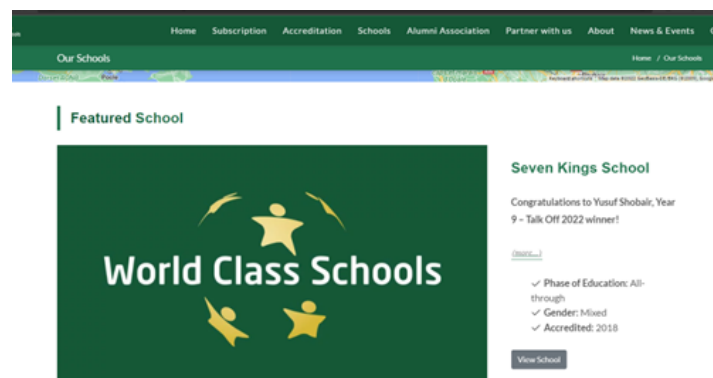 Home Subscription Accreditation Schools Alumni Association Partner with us About News & Events
Our Schools
Home / Our Schools
Poole
Featured School
World Class Schools
Seven Kings School
Congratulations to Yusuf Shobair, Year
9 – Talk Off 2022 winner!
(more…)
✓ Phase of Education: All-
through
✓ Gender: Mixed
✓ Accredited: 2018
View School